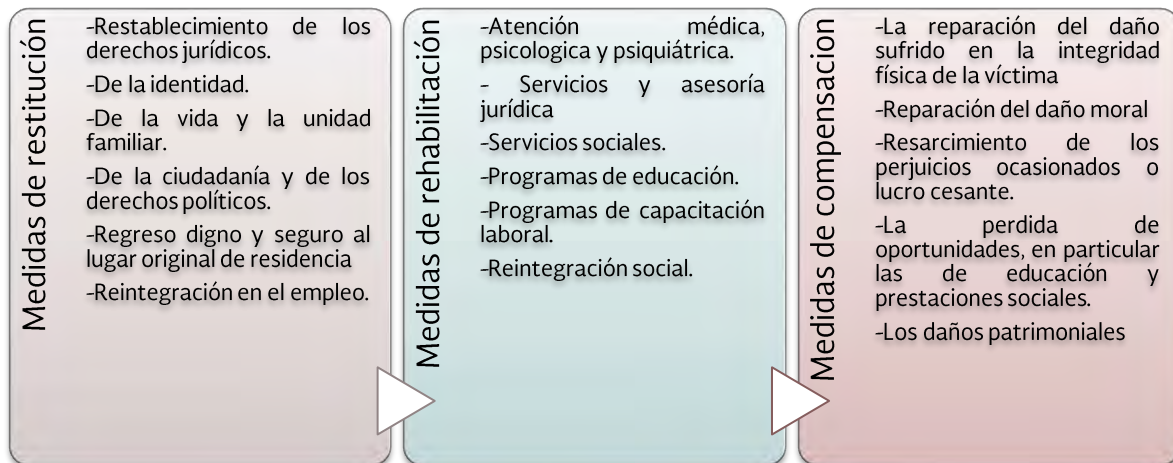 Medidas de restitución
-Restablecimiento de los
derechos jurídicos.
-De la identidad.
-De la vida y la unidad
familiar.
-De la ciudadanía y de los
derechos políticos.
-Regreso digno y seguro al
lugar original de residencia
-Reintegración en el empleo.
Medidas de rehabilitación
-Atención médica,
psicologica y psiquiátrica.
- Servicios y asesoría
jurídica
-Servicios sociales.
-Programas de educación.
-Programas de capacitación
laboral.
-Reintegración social.
Medidas de compensacion
-La reparación del daño
sufrido en la integridad
física de la víctima
-Reparación del daño moral
-Resarcimiento de los
perjuicios ocasionados o
lucro cesante.
-La perdida de
oportunidades, en particular
las de educación y
prestaciones sociales.
-Los daños patrimoniales